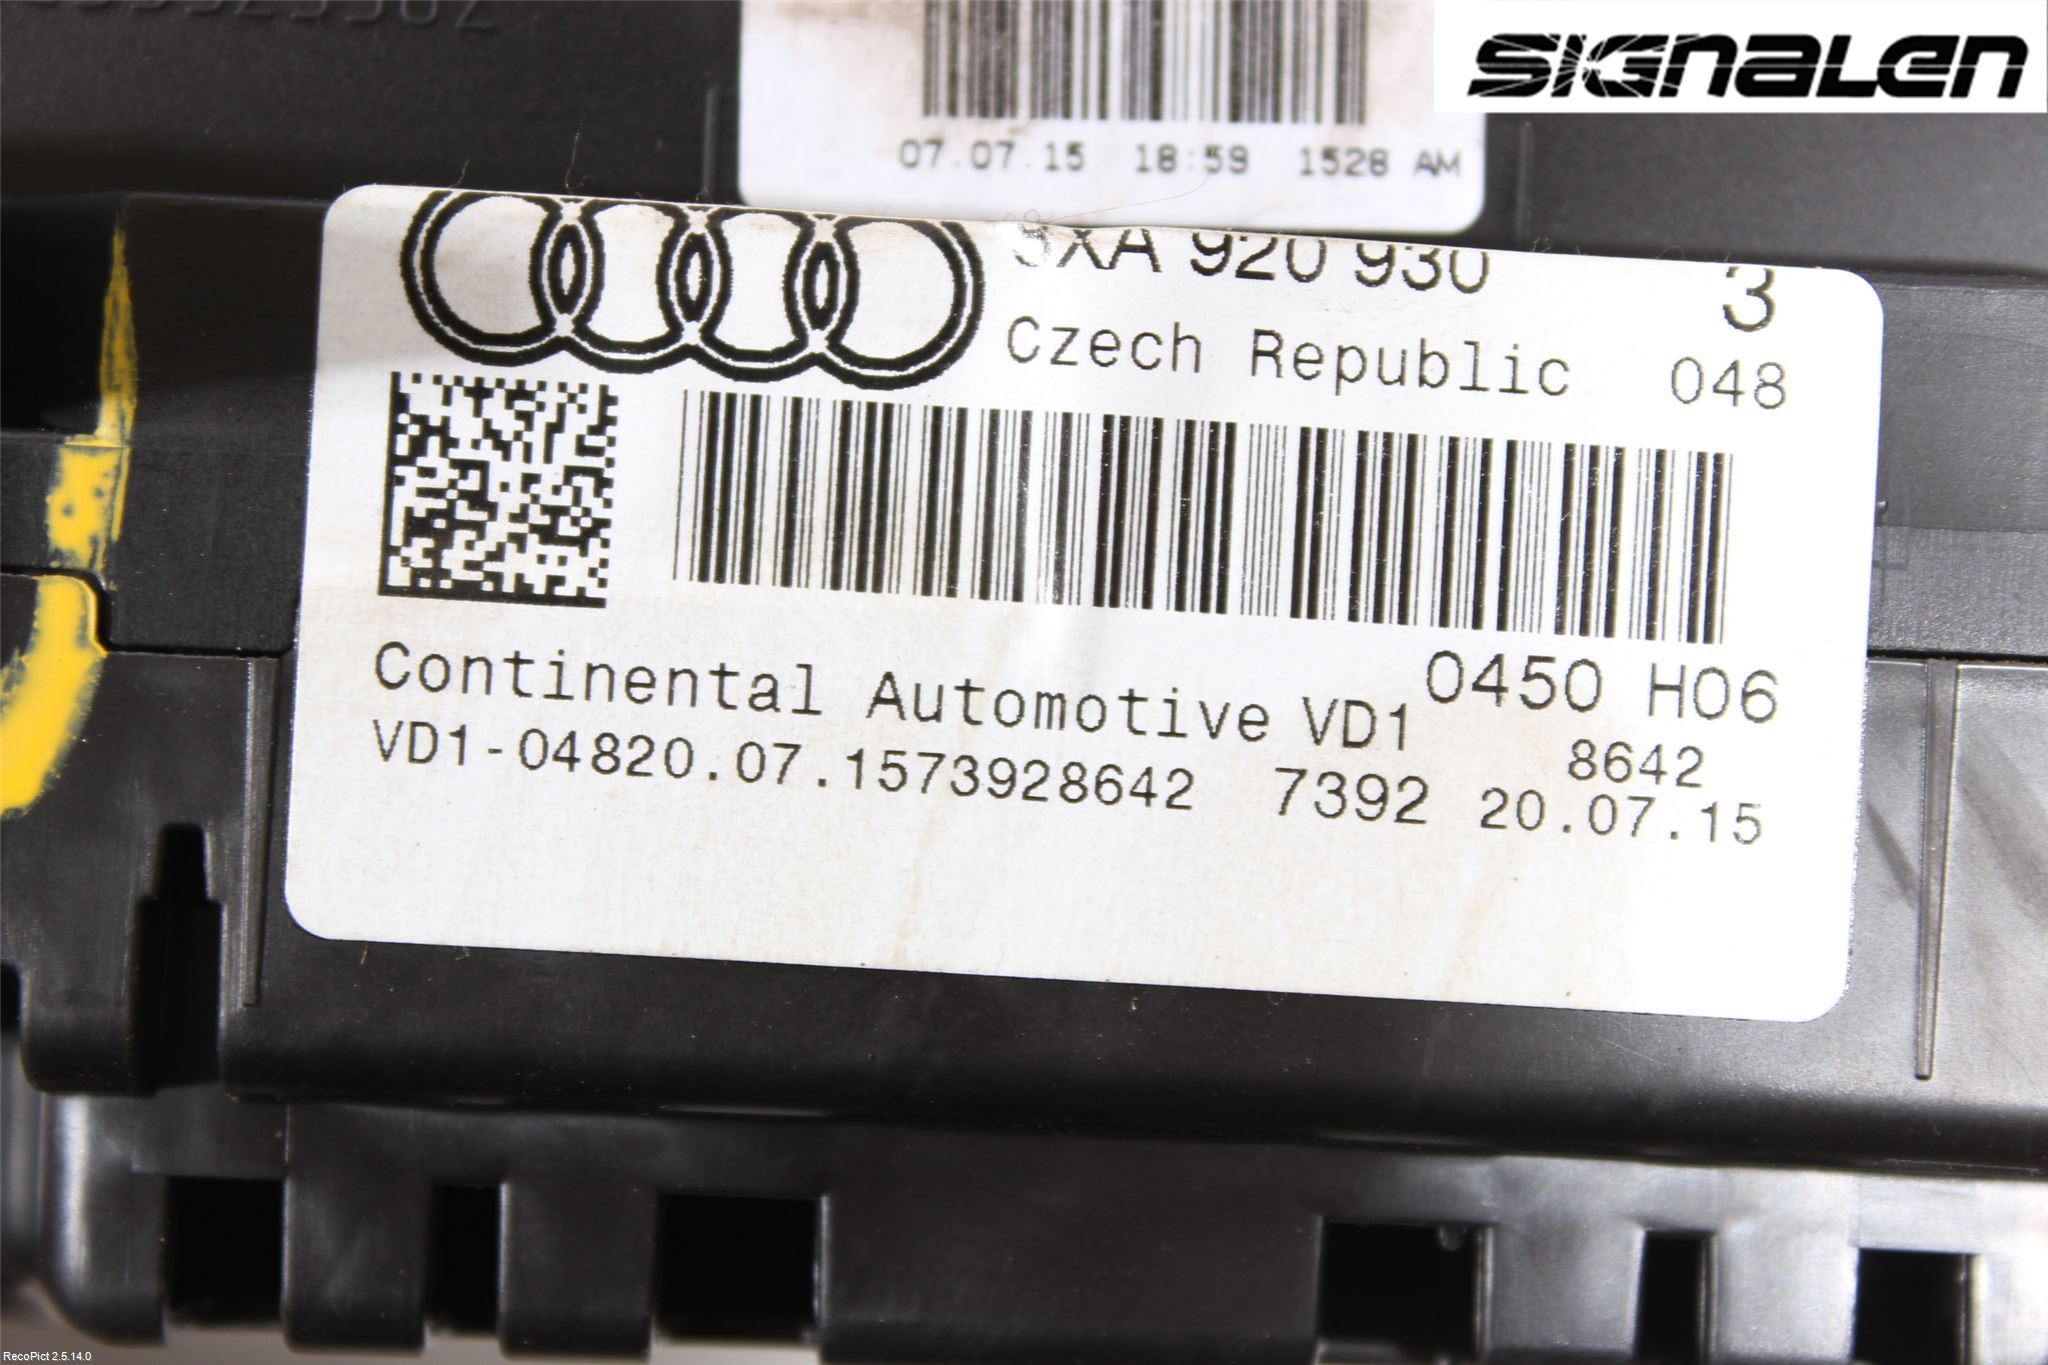 SIGNALEN
07.07.15 18:59 1528 AM
XA 920 930 3
Czech Republic 048
Continental Automotive VD1 0450 H06
8642
VD1-04820.07.1573928642 7392 20.07.15
RecoPict 2.5.14.0